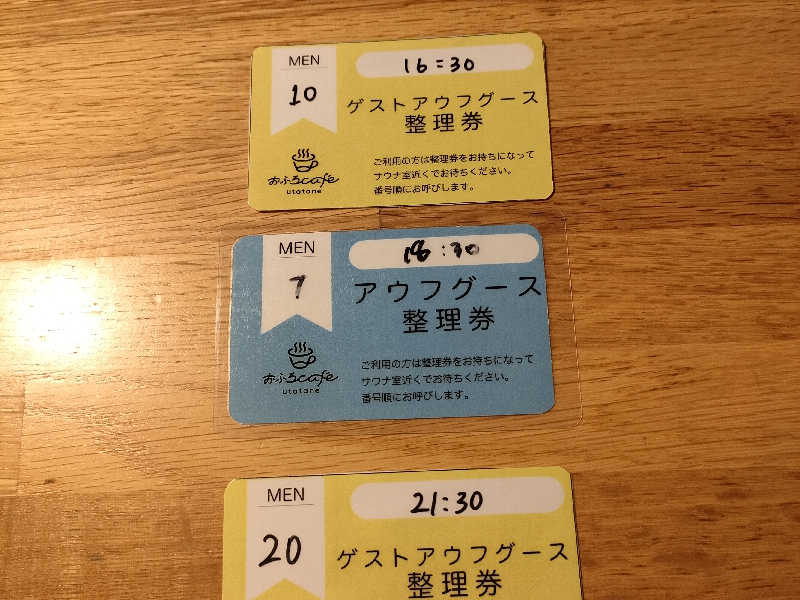 MEN
16:30
10
ゲストアウフグース
整理券
ご利用の方は整理券をお持ちになって
サウナ室近くでお待ちください。
番号順にお呼びします。
おふろcafe
utatane
MEN
18:30
7
アウフグース
整理券
ご利用の方は整理券をお持ちになって
サウナ室近くでお待ちください。
番号順にお呼びします。
おふろcafe
utatane
MEN
21:30
20
ゲストアウフグース
整理券